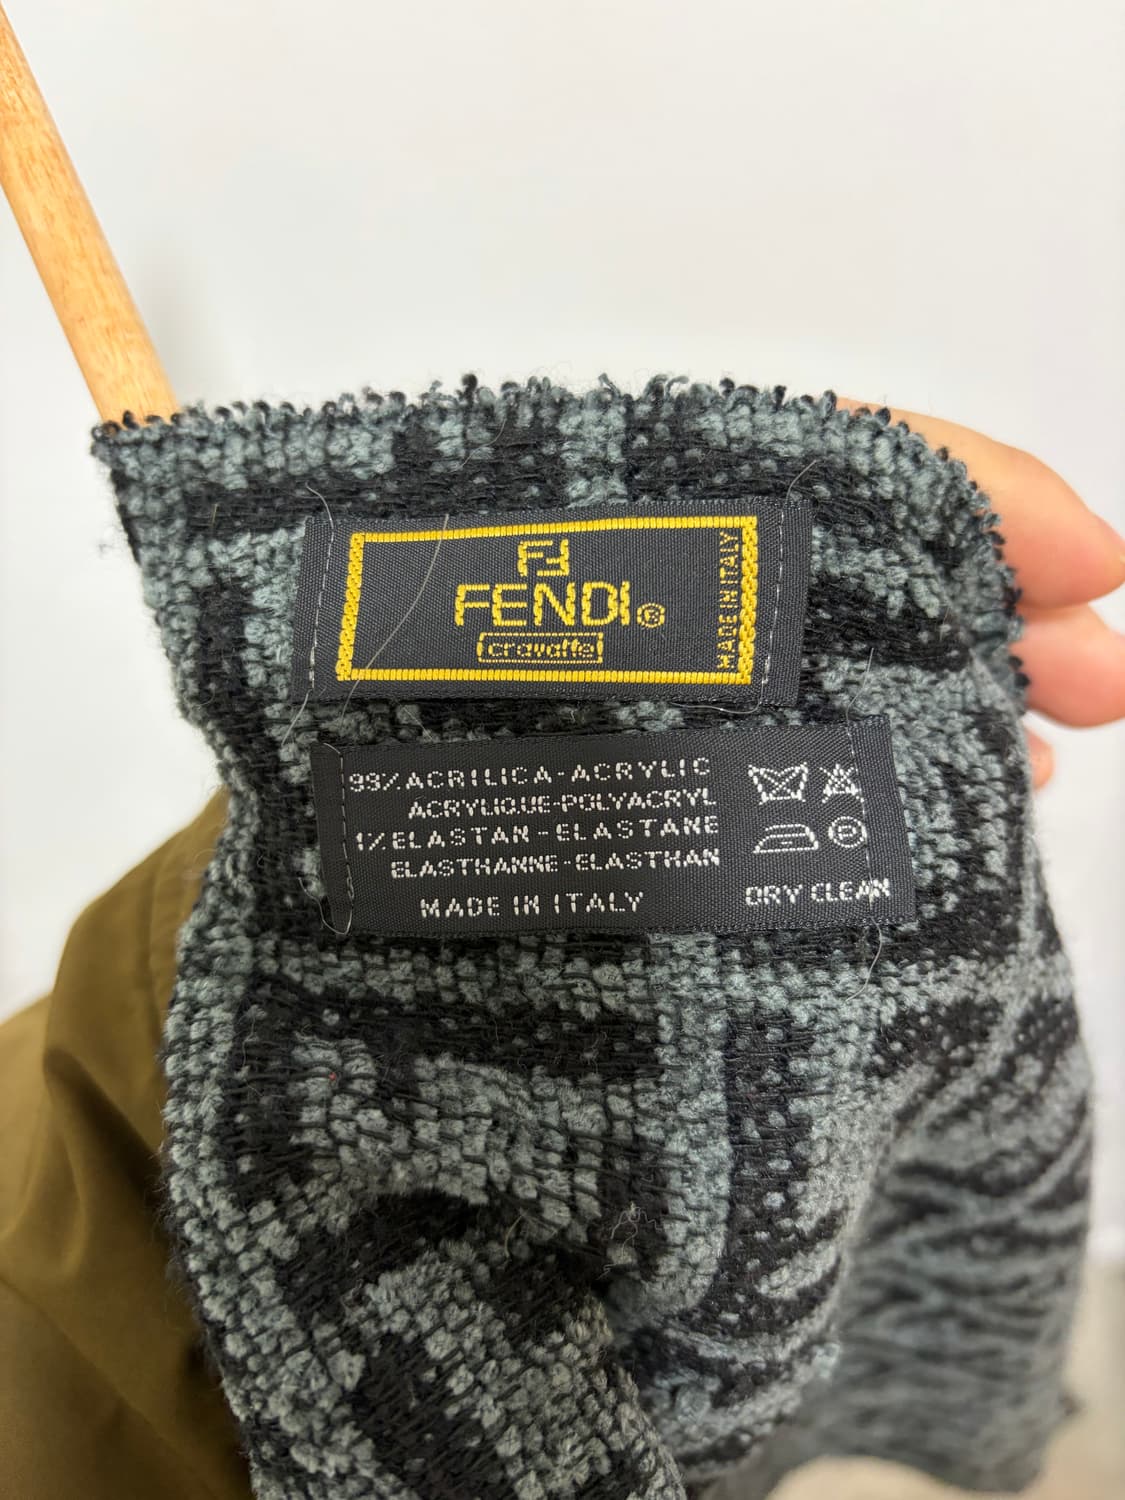 FF
FENDI®
cravatte
MADE IN ITALY
99% ACRILICA-ACRYLIC
ACRYLIQUE-POLYACRYL
1% ELASTAN-ELASTANE
ELASTHANNE-ELASTHAN
MADE IN ITALY
P
DRY CLEAN